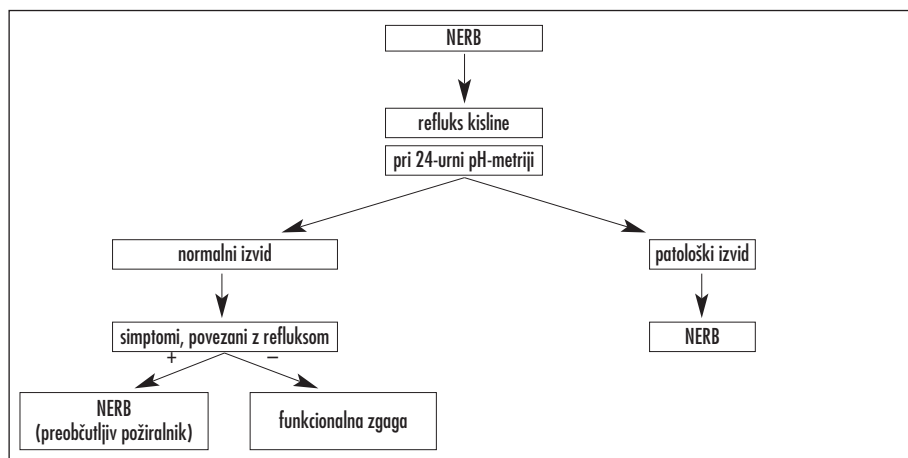 NERB
refluks kisline
pri 24-urni pH-metriji
normalni izvid
patološki izvid
simptomi, povezani z refluksom
NERB
+
–
NERB
(preobčutljiv požiralnik)
funkcionalna zgaga